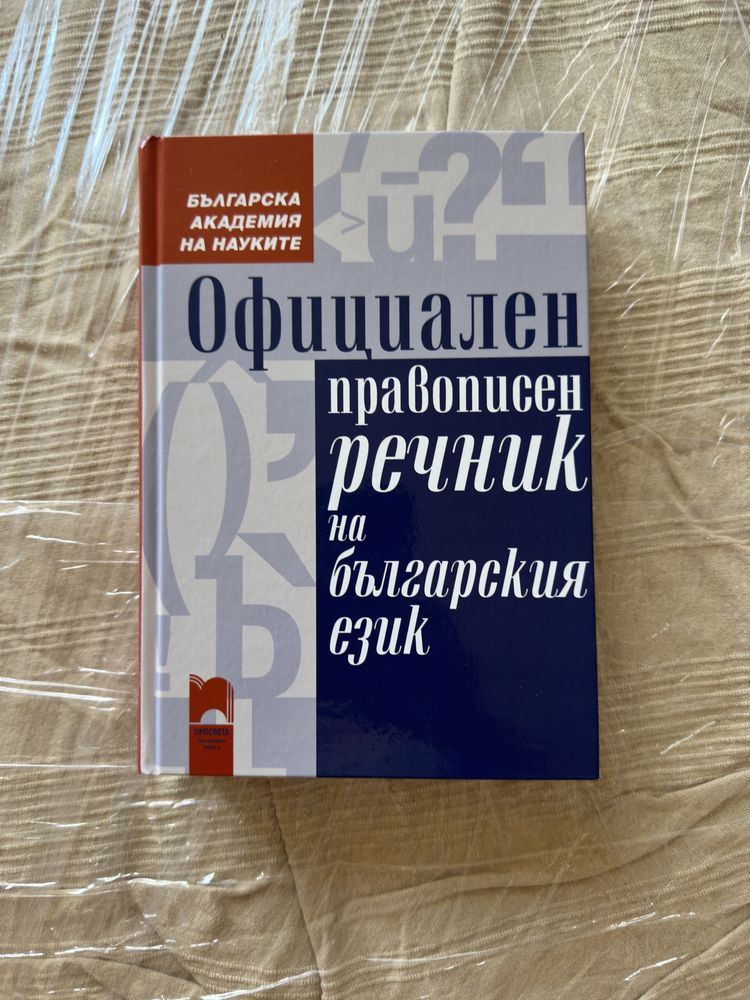 БЪЛГАРСКА
АКАДЕМИЯ
НА НАУКИТЕ
Официален
правописен
речник
на
българския
език
ПРОСВЕТА